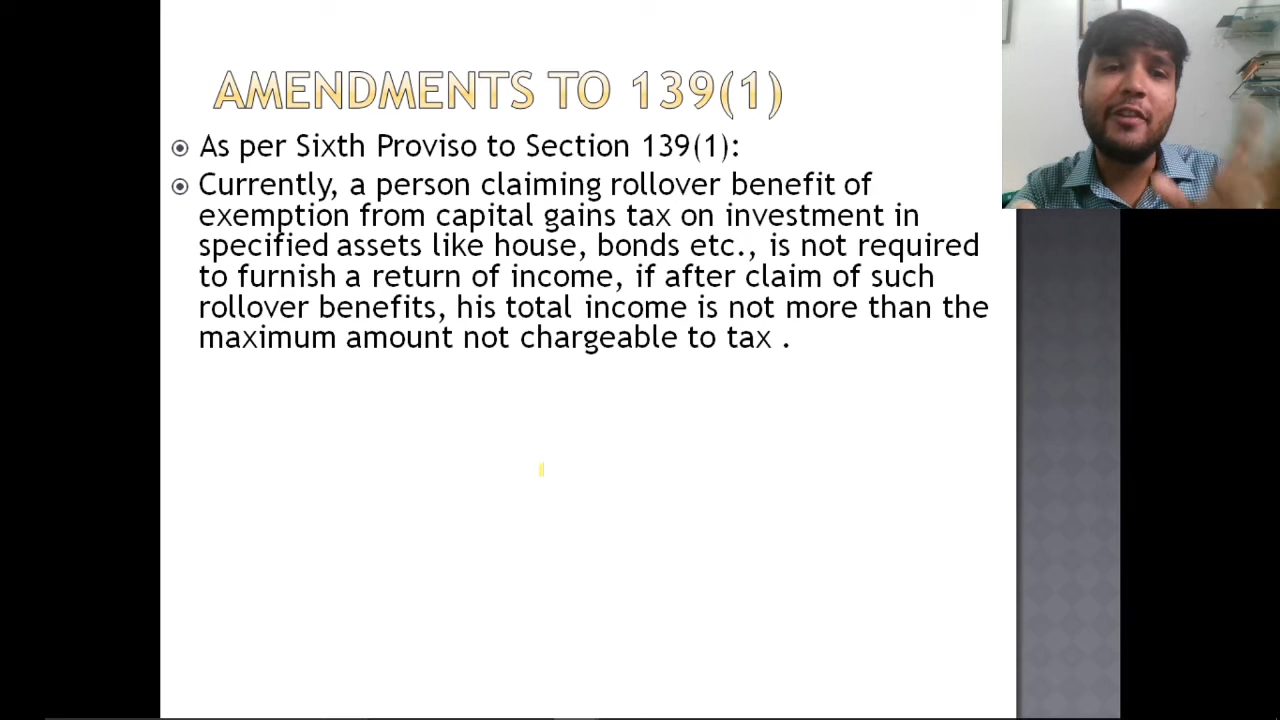 AMENDMENTS TO 139(1)
As per Sixth Proviso to Section 139(1):
Currently, a person claiming rollover benefit of
exemption from capital gains tax on investment in
specified assets like house, bonds etc., is not required
to furnish a return of income, if after claim of such
rollover benefits, his total income is not more than the
maximum amount not chargeable to tax .